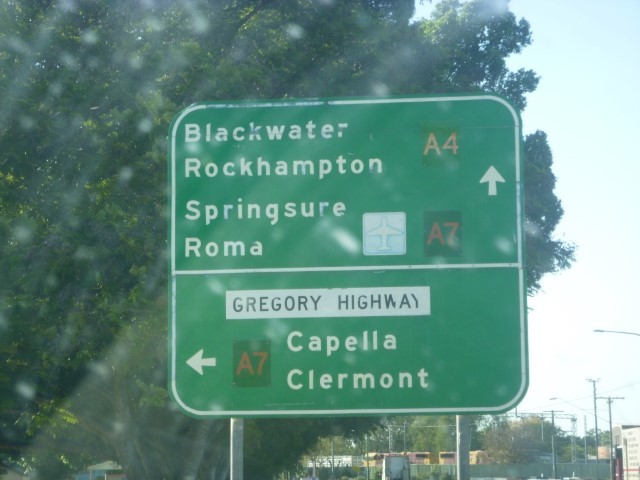 Blackwater A4
Rockhampton
Springsure
Roma A7
GREGORY HIGHWAY
A7 Capella
Clermont